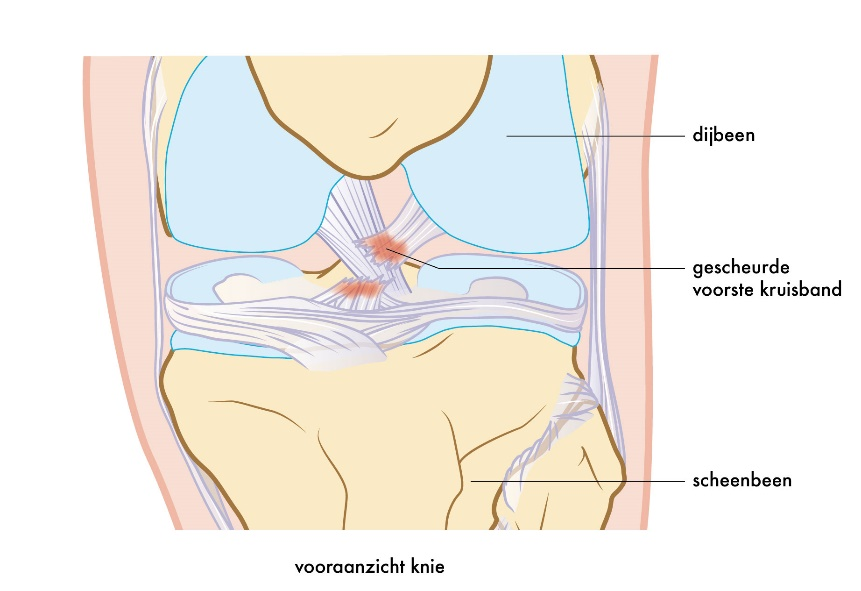 dijbeen
gescheurde
voorste kruisband
scheenbeen
vooraanzicht knie